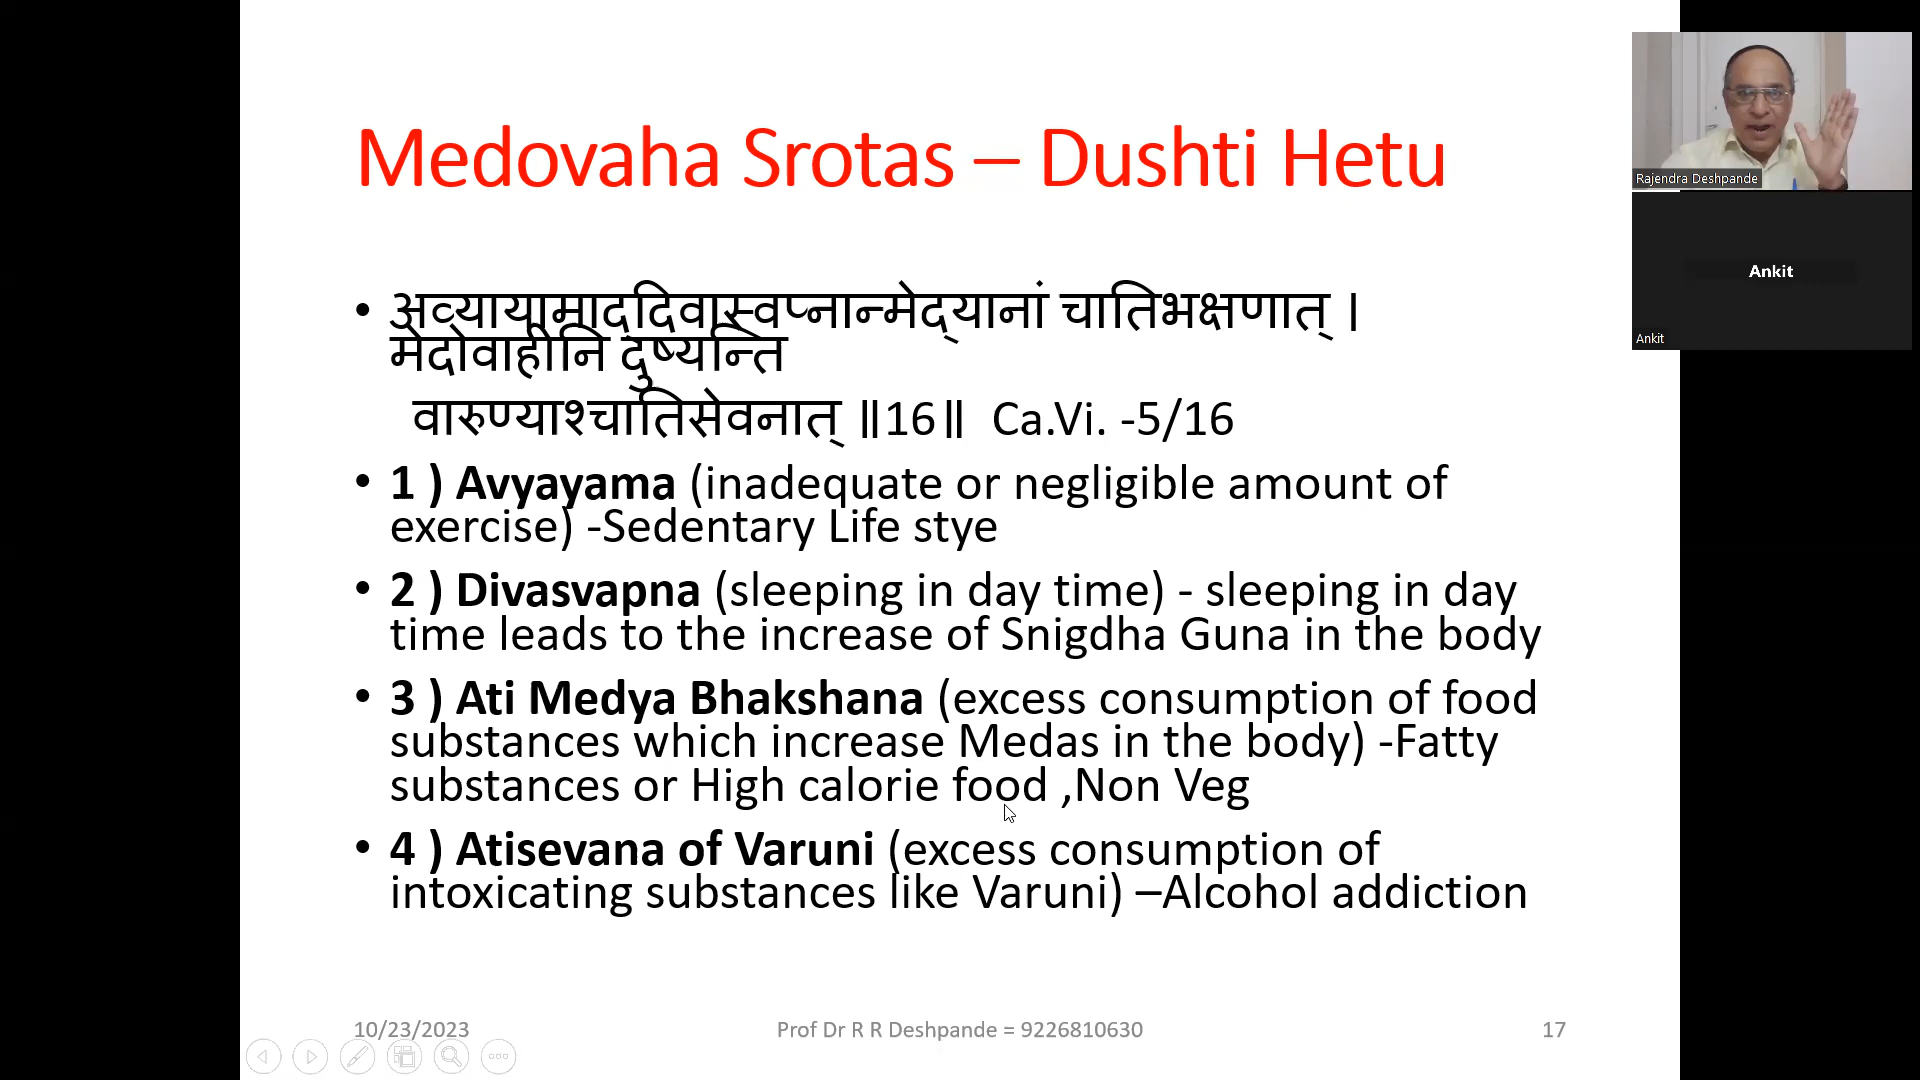 Medovaha Srotas – Dushti Hetu
• अव्यायामाद्दिवास्वप्नान्मेद्यानां चातिभक्षणात् ।
मेदोवाहीनि दुष्यन्ति
वारुण्याश्चातिसेवनात् ॥16॥ Ca.Vi. -5/16
• 1 ) Avyayama (inadequate or negligible amount of
exercise) -Sedentary Life stye
• 2 ) Divasvapna (sleeping in day time) - sleeping in day
time leads to the increase of Snigdha Guna in the body
• 3 ) Ati Medya Bhakshana (excess consumption of food
substances which increase Medas in the body) -Fatty
substances or High calorie food ,Non Veg
• 4 ) Atisevana of Varuni (excess consumption of
intoxicating substances like Varuni) –Alcohol addiction
10/23/2023
Prof Dr R R Deshpande = 9226810630
17
Rajendra Deshpande
Ankit
Ankit